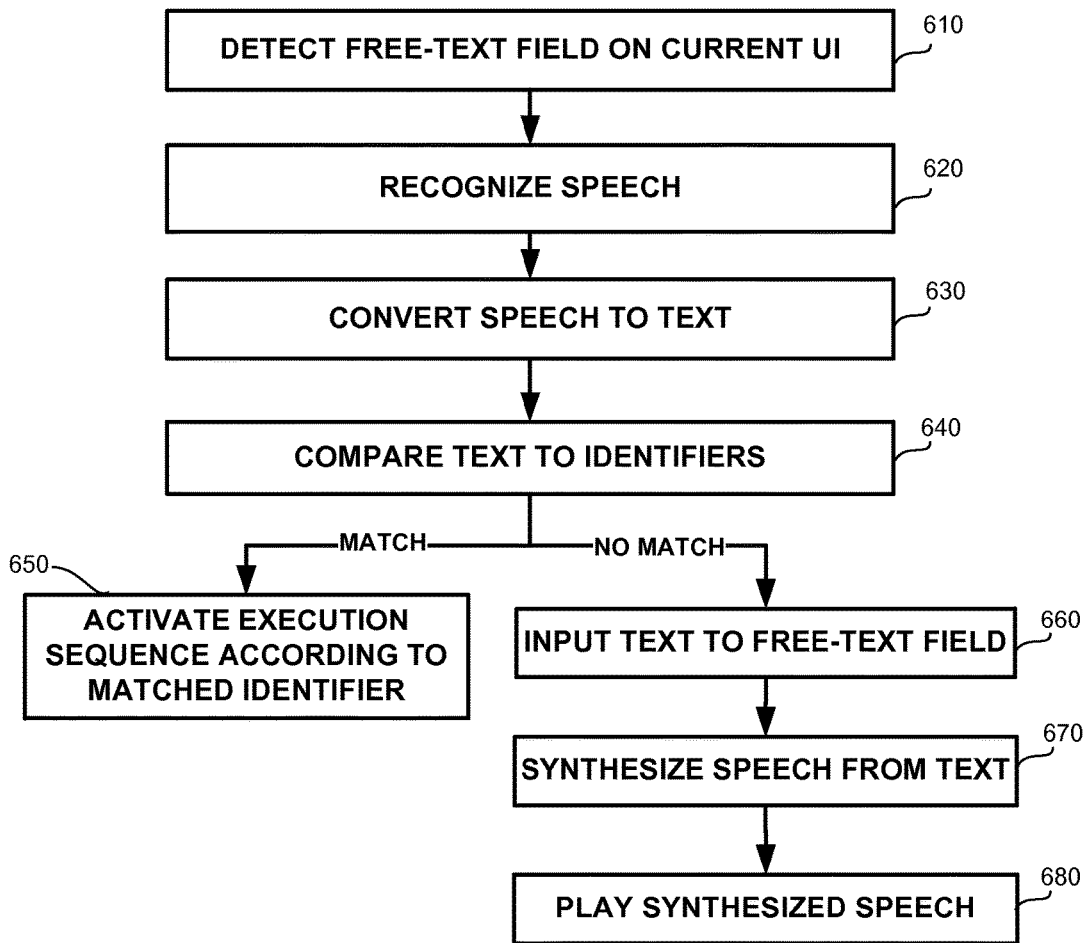 DETECT FREE-TEXT FIELD ON CURRENT UI
610
RECOGNIZE SPEECH
620
CONVERT SPEECH TO TEXT
630
COMPARE TEXT TO IDENTIFIERS
640
MATCH
NO MATCH
650
ACTIVATE EXECUTION
SEQUENCE ACCORDING TO
MATCHED IDENTIFIER
INPUT TEXT TO FREE-TEXT FIELD
660
SYNTHESIZE SPEECH FROM TEXT
670
PLAY SYNTHESIZED SPEECH
680